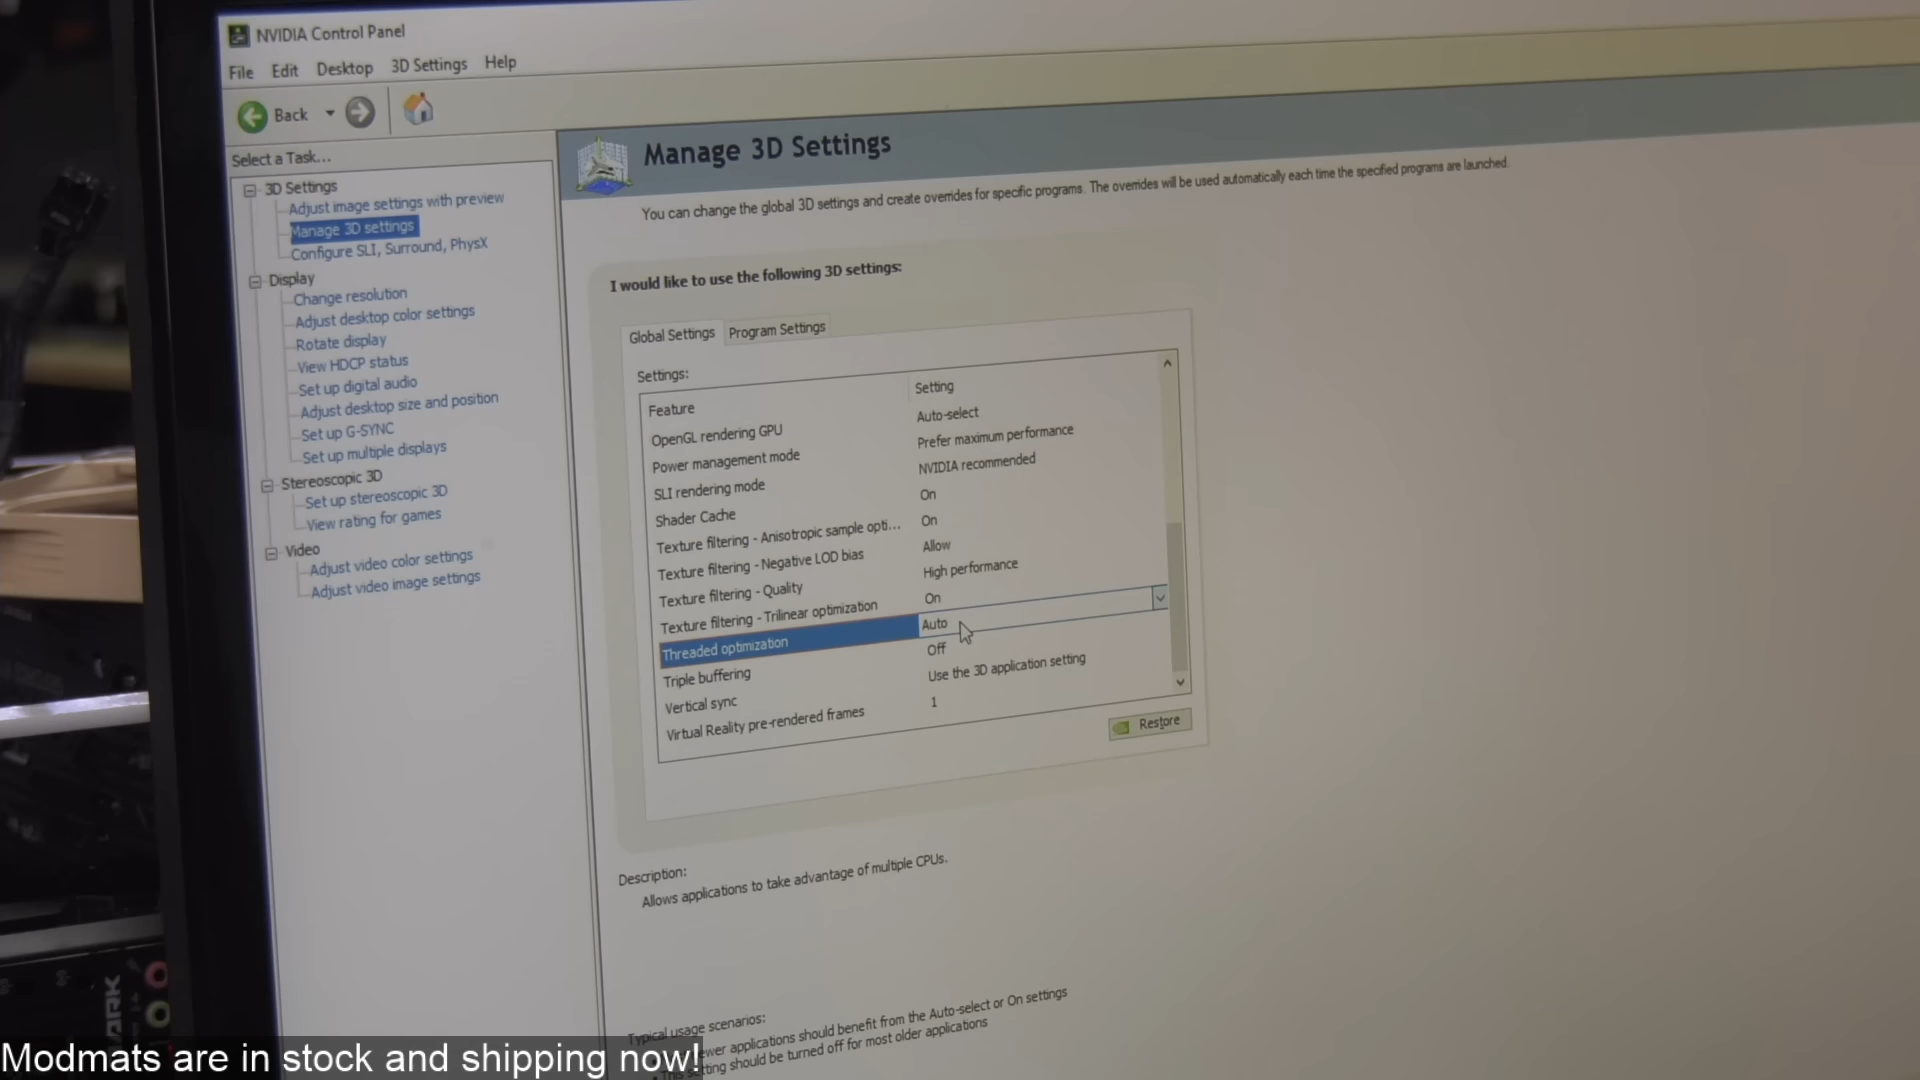 NVIDIA Control Panel
File Edit Desktop 3D Settings Help
Back
Select a Task...
3D Settings
Adjust image settings with preview
Manage 3D settings
Configure SLI, Surround, PhysX
Display
Change resolution
Adjust desktop color settings
Rotate display
View HDCP status
Set up digital audio
Adjust desktop size and position
Set up G-SYNC
Set up multiple displays
Stereoscopic 3D
Set up stereoscopic 3D
View rating for games
Video
Adjust video color settings
Adjust video image settings
Manage 3D Settings
You can change the global 3D settings and create overrides for specific programs. The overrides will be used automatically each time the specified programs are launched.
I would like to use the following 3D settings:
Global Settings Program Settings
Settings:
Feature Setting
OpenGL rendering GPU Auto-select
Power management mode Prefer maximum performance
SLI rendering mode NVIDIA recommended
Shader Cache On
Texture filtering - Anisotropic sample opti... On
Texture filtering - Negative LOD bias Allow
Texture filtering - Quality High performance
Texture filtering - Trilinear optimization On
Threaded optimization Auto
Triple buffering Off
Vertical sync Use the 3D application setting
Virtual Reality pre-rendered frames 1
Restore
Description:
Allows applications to take advantage of multiple CPUs.
Typical usage scenarios:
ewer applications should benefit from the Auto-select or On settings
tting should be turned off for most older applications
Modmats are in stock and shipping now!